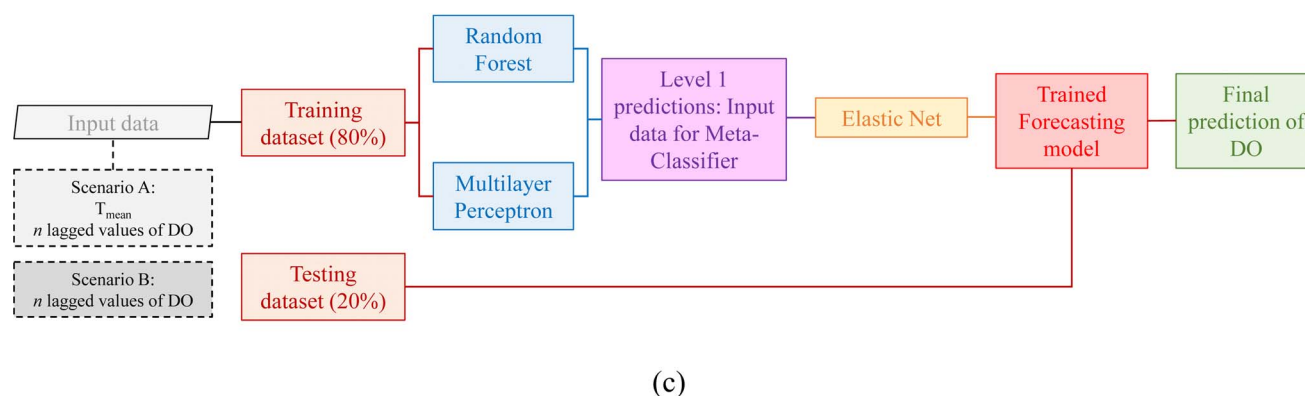 Input data
Scenario A:
Tmean
n lagged values of DO
Scenario B:
n lagged values of DO
Training
dataset (80%)
Testing
dataset (20%)
Random
Forest
Multilayer
Perceptron
Level 1
predictions: Input
data for Meta-
Classifier
Elastic Net
Trained
Forecasting
model
Final
prediction of
DO
(c)